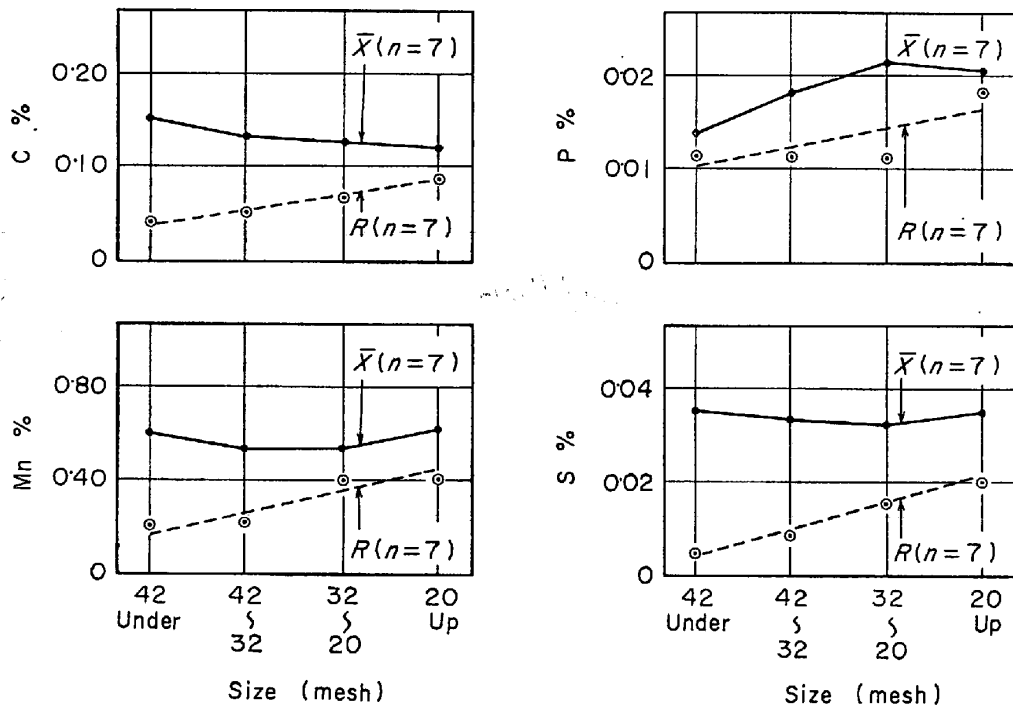 C %
0.20
0.10
0
X̄(n=7)
R(n=7)
P %
0.02
0.01
0
X̄(n=7)
R(n=7)
Mn %
0.80
0.40
0
X̄(n=7)
R(n=7)
42 Under
42 ∫ 32
32 ∫ 20
20 Up
Size (mesh)
S %
0.04
0.02
0
X̄(n=7)
R(n=7)
42 Under
42 ∫ 32
32 ∫ 20
20 Up
Size (mesh)